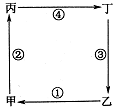 丙 ④ 丁
② ③
甲 ① 乙